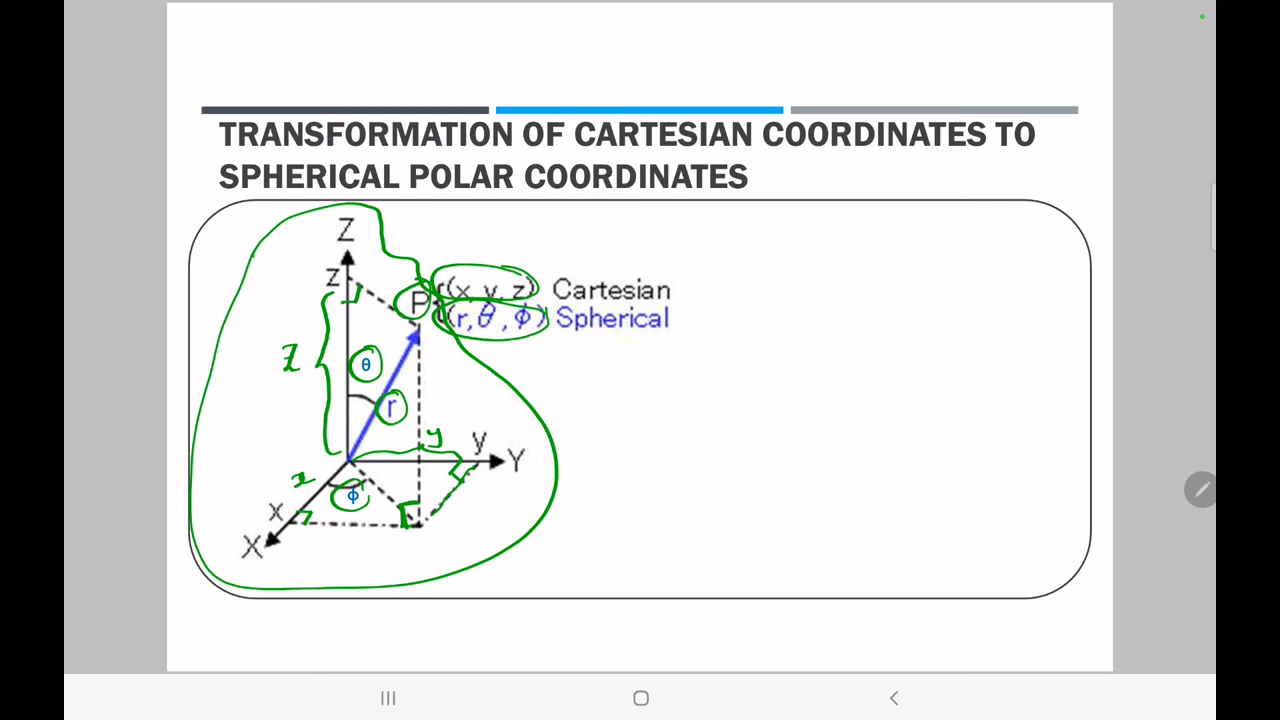 TRANSFORMATION OF CARTESIAN COORDINATES TO
SPHERICAL POLAR COORDINATES
Z
z
P
(x, y, z) Cartesian
(r, θ, ϕ) Spherical
Z
θ
r
y
y
Y
x
ϕ
x
X